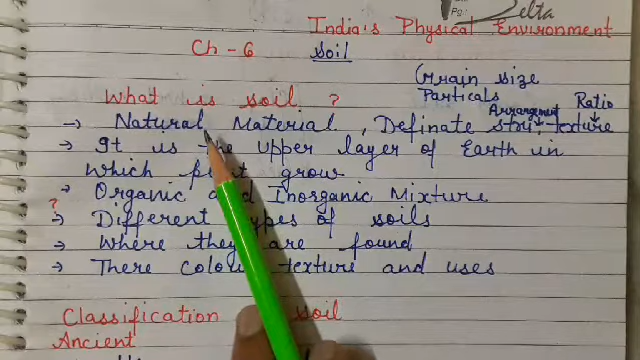 Delta
Pg.:
India's Physical Environment
Ch - 6 Soil
Grain size
What is soil ? Particals
Arrangement Ratio
→ Natural Material, Definate texture
→ It is the Upper layer of Earth in
which grow
→ Organic and Inorganic Mixture
?
→ Different types of soils
→ Where they are found
→ There colour texture and uses
Classification soil
Ancient